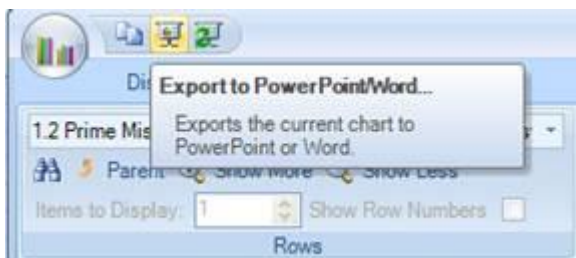 Dis
Export to PowerPoint/Word...
Exports the current chart to
PowerPoint or Word.
1.2 Prime Mis
Parent Show More Show Less
Items to Display: 1 Show Row Numbers
Rows